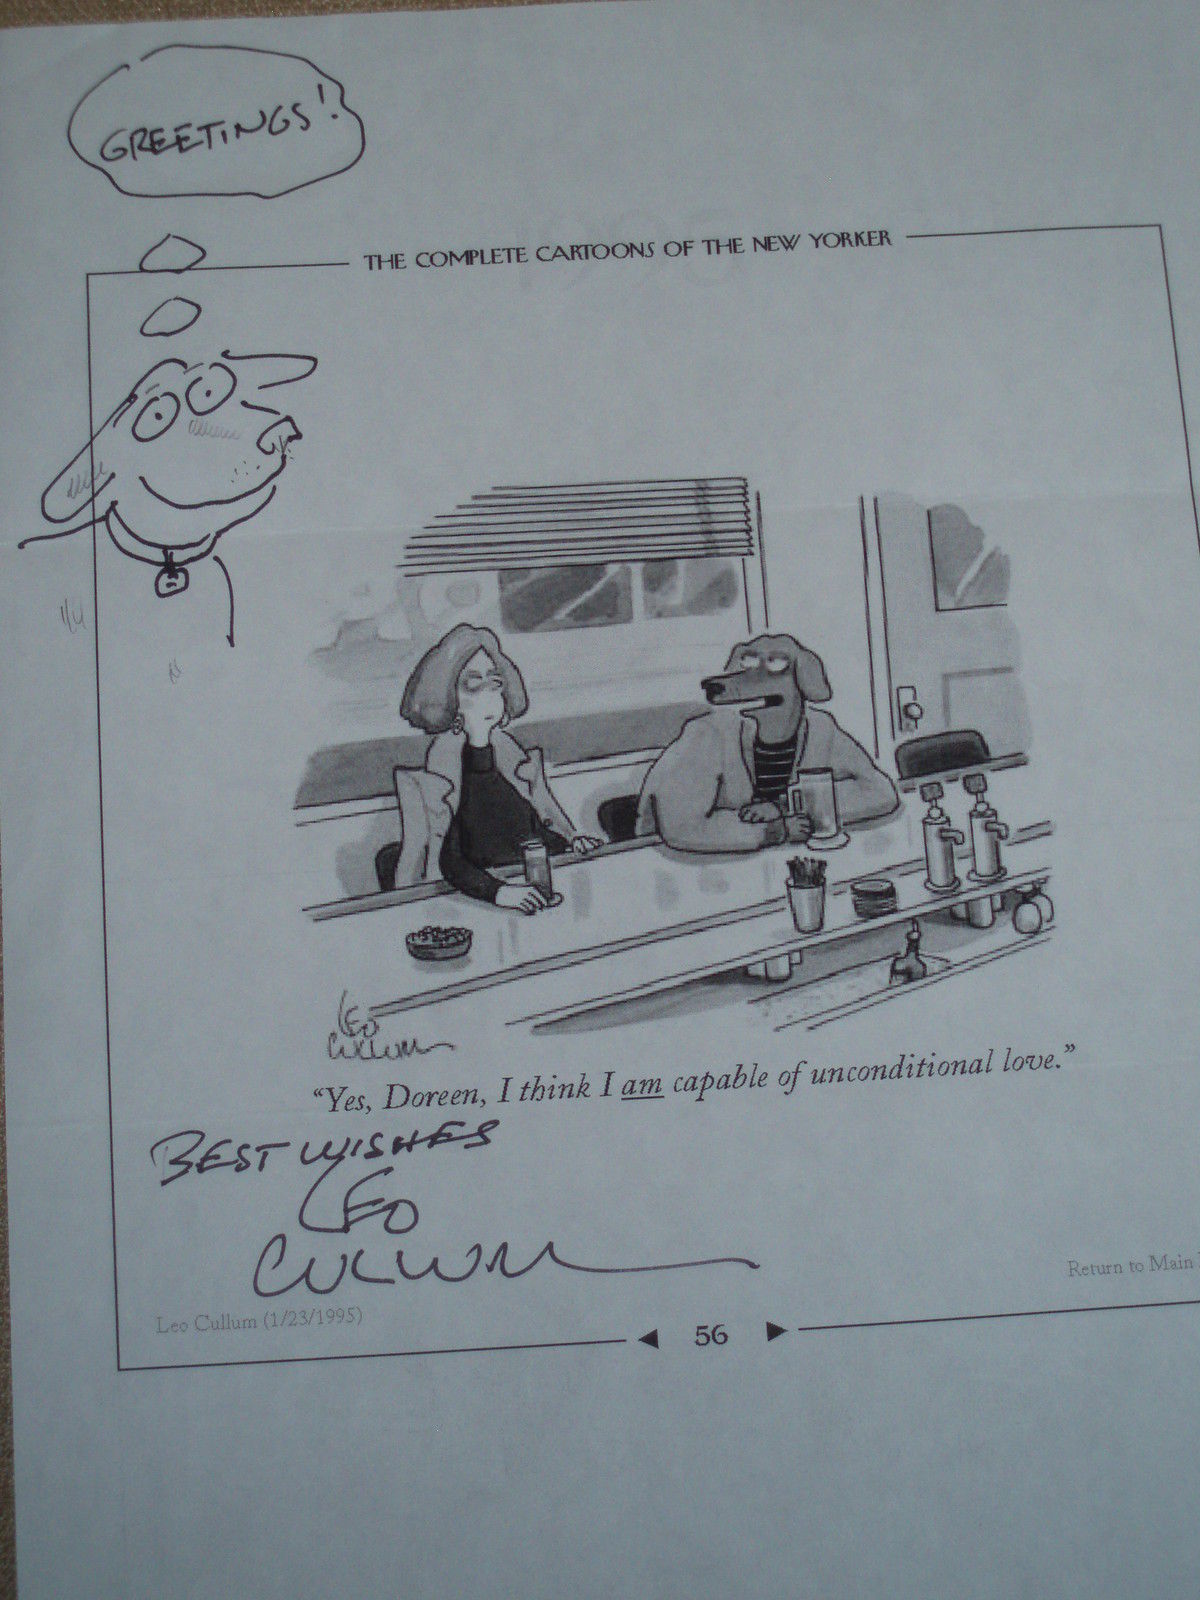 GREETINGS!
THE COMPLETE CARTOONS OF THE NEW YORKER
LEO
CULLUM
“Yes, Doreen, I think I am capable of unconditional love.”
BEST WISHES
LEO
CULLUM
Return to Main
Leo Cullum (1/23/1995)
◀ 56 ▶